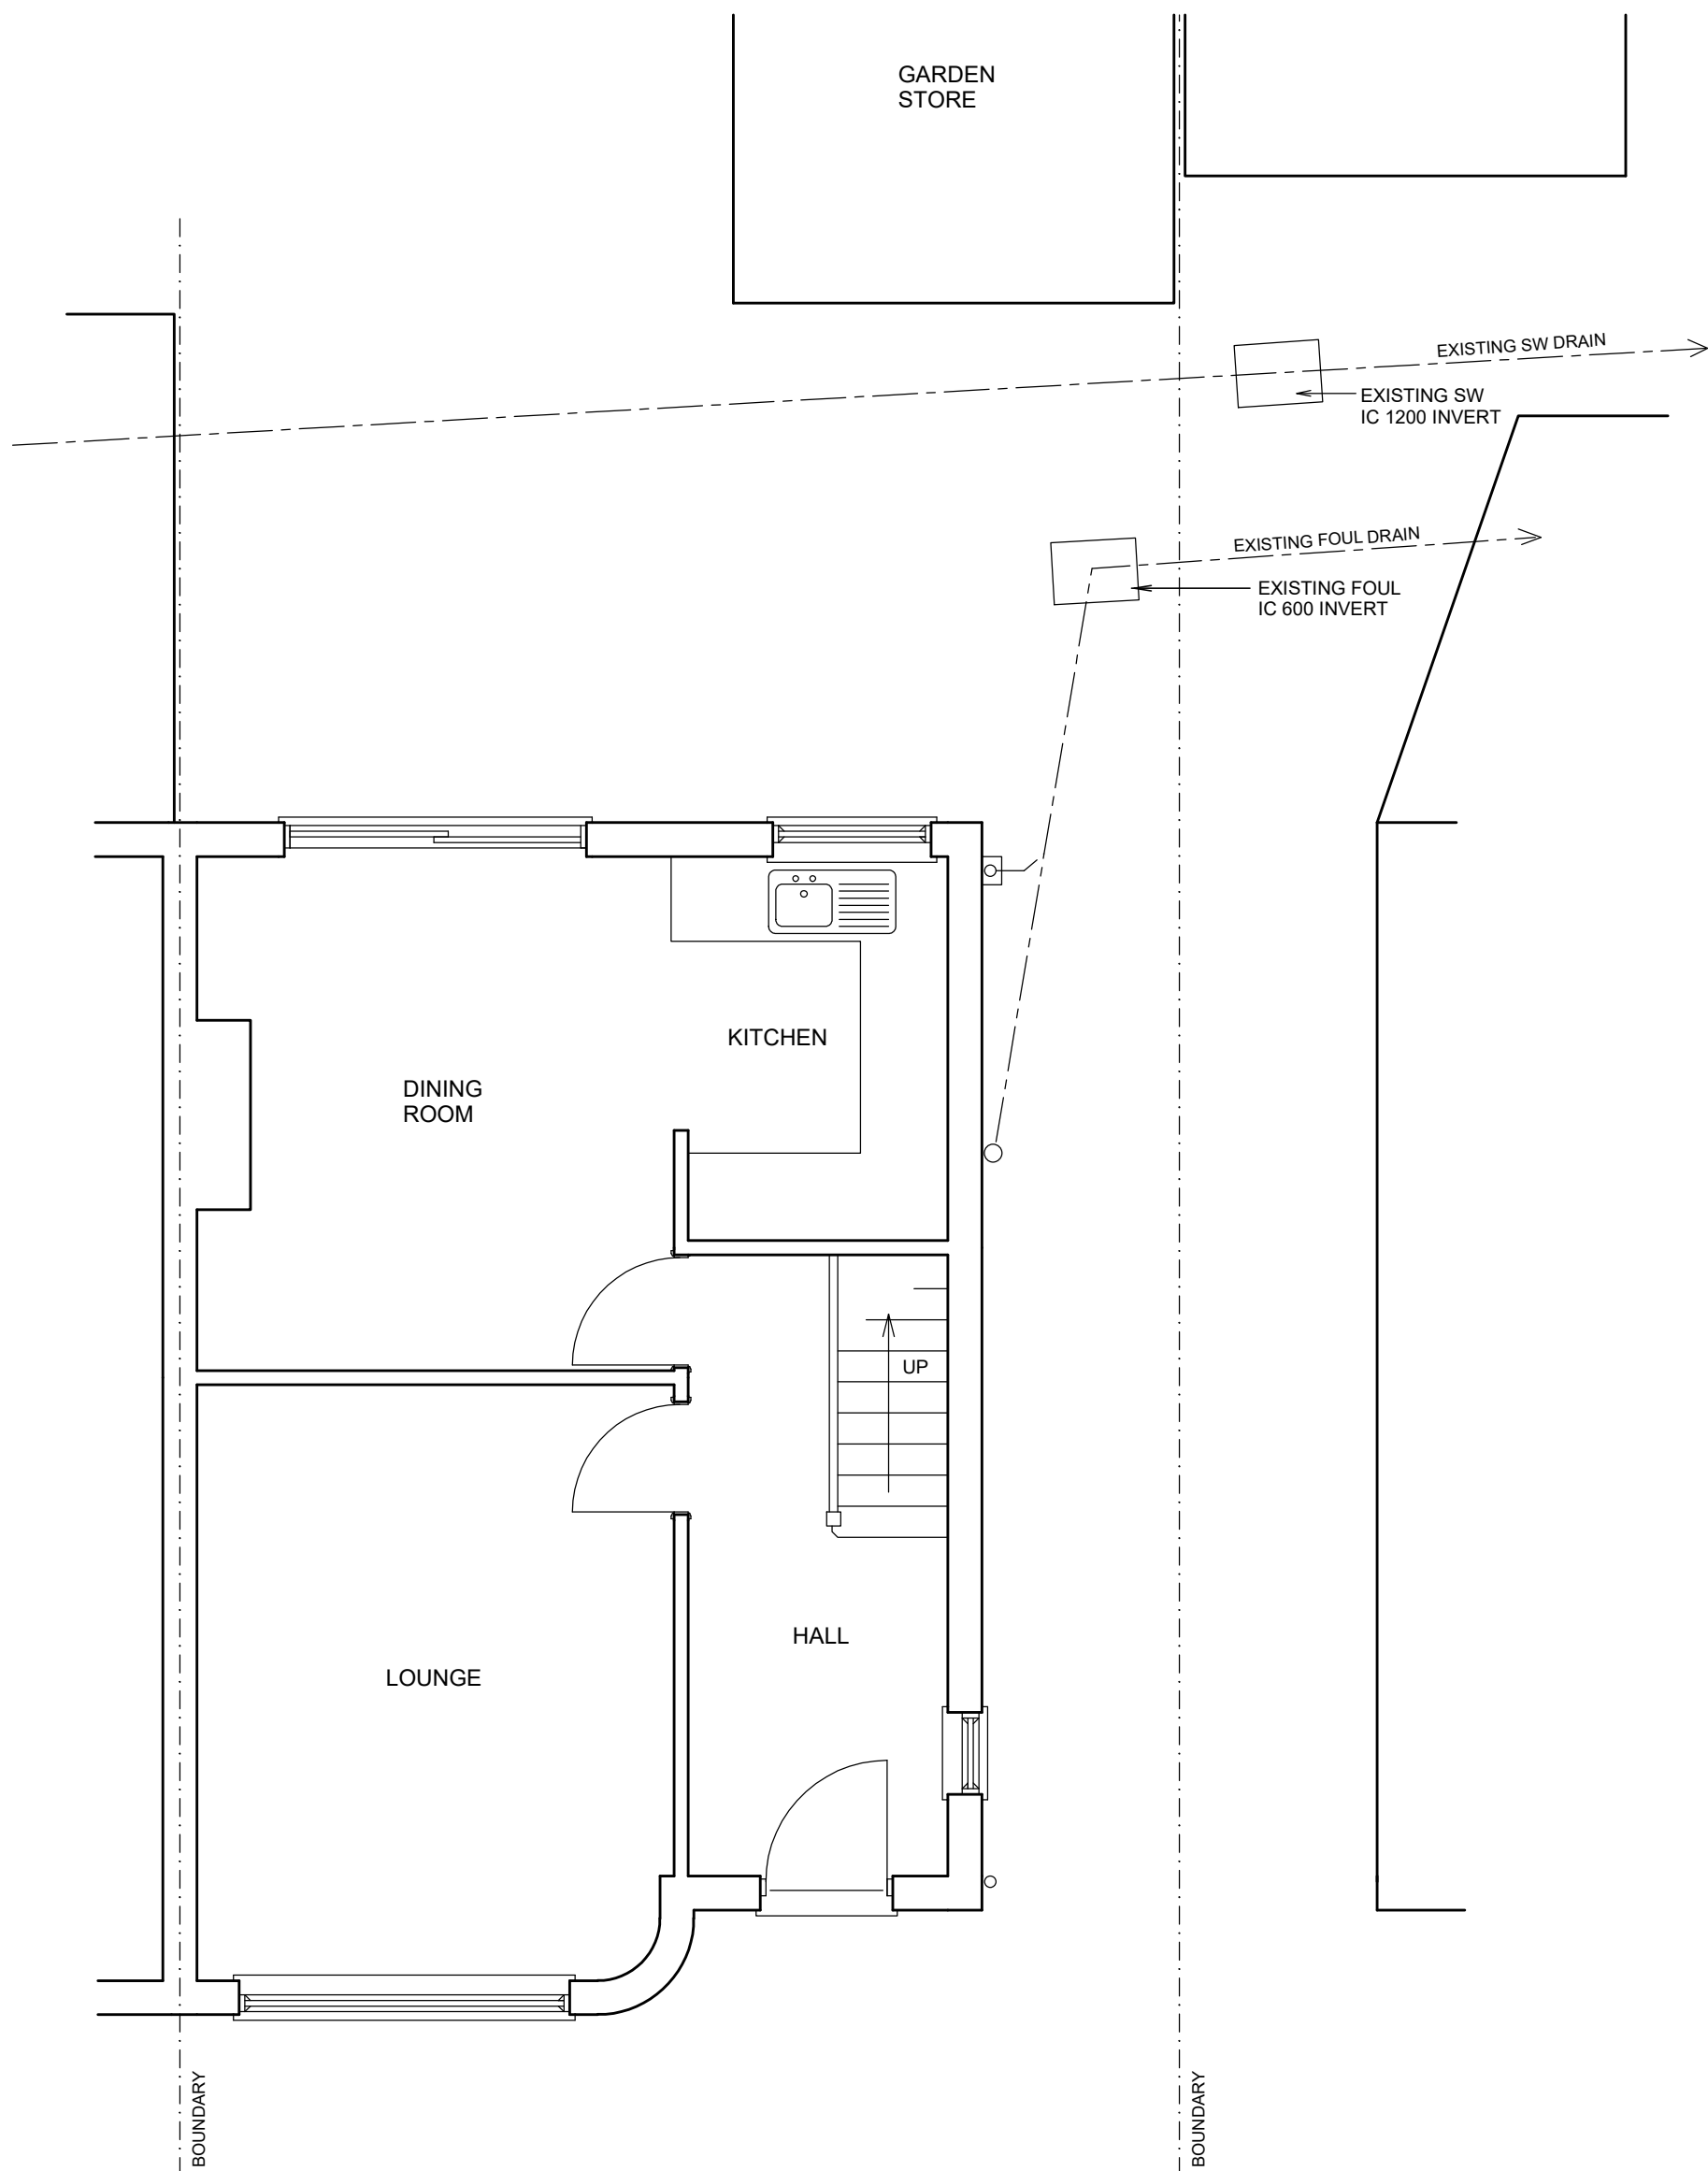 GARDEN
STORE
EXISTING SW DRAIN
EXISTING SW
IC 1200 INVERT
EXISTING FOUL DRAIN
EXISTING FOUL
IC 600 INVERT
KITCHEN
DINING
ROOM
UP
HALL
LOUNGE
BOUNDARY
BOUNDARY